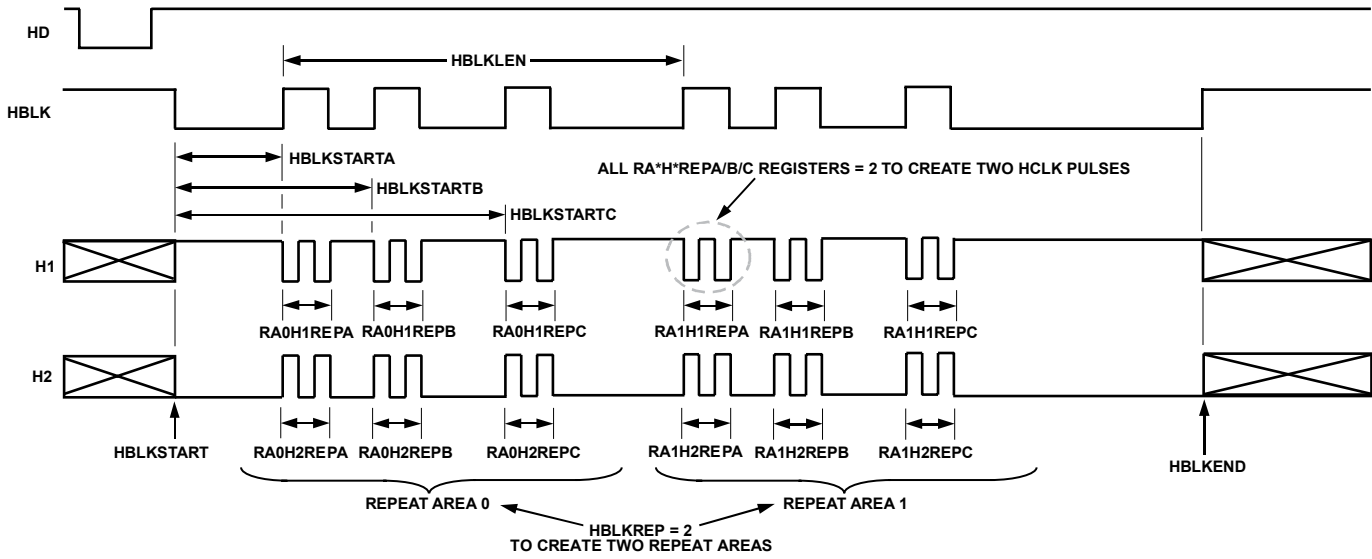 HD
HBLKLEN
HBLK
HBLKSTARTA
ALL RA*H*REPA/B/C REGISTERS = 2 TO CREATE TWO HCLK PULSES
HBLKSTARTB
HBLKSTARTC
H1
RA0H1REPA RA0H1REPB RA0H1REPC RA1H1REPA RA1H1REPB RA1H1REPC
H2
HBLKSTART RA0H2REPA RA0H2REPB RA0H2REPC RA1H2REPA RA1H2REPB RA1H2REPC HBLKEND
REPEAT AREA 0 REPEAT AREA 1
HBLKREP = 2
TO CREATE TWO REPEAT AREAS